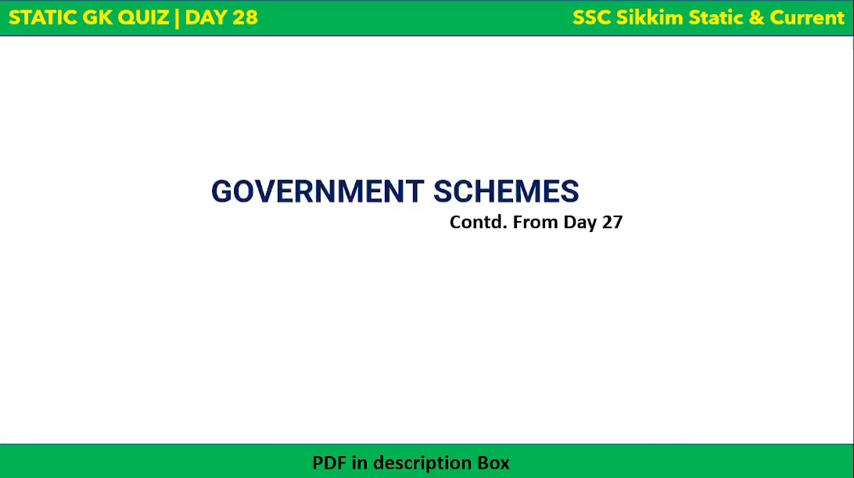 STATIC GK QUIZ | DAY 28
SSC Sikkim Static & Current
GOVERNMENT SCHEMES
Contd. From Day 27
PDF in description Box